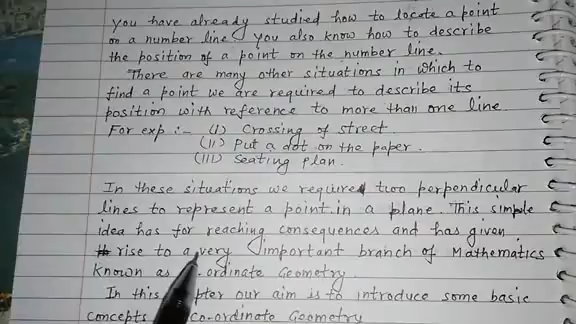 you have already studied how to locate a point
on a number line. you also know how to describe
the position of a point on the number line.
There are many other situations in which to
find a point we are required to describe its
position with reference to more than one line.
For exp :- (I) Crossing of street.
(II) Put a dot on the paper.
(III) Seating plan.
In these situations we required two perpendicular
lines to represent a point in a plane. This simple
idea has far reaching consequences and has given
rise to a very important branch of Mathematics
known as ordinate Geometry.
In this pter our aim is to introduce some basic
concepts co-ordinate Geometry